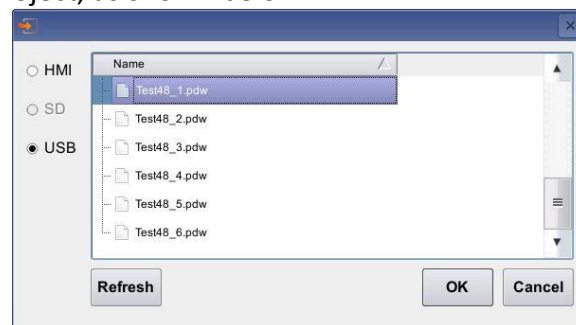 Name
HMI
Test48_1.pdw
SD
Test48_2.pdw
USB
Test48_3.pdw
Test48_4.pdw
Test48_5.pdw
Test48_6.pdw
Refresh
OK
Cancel